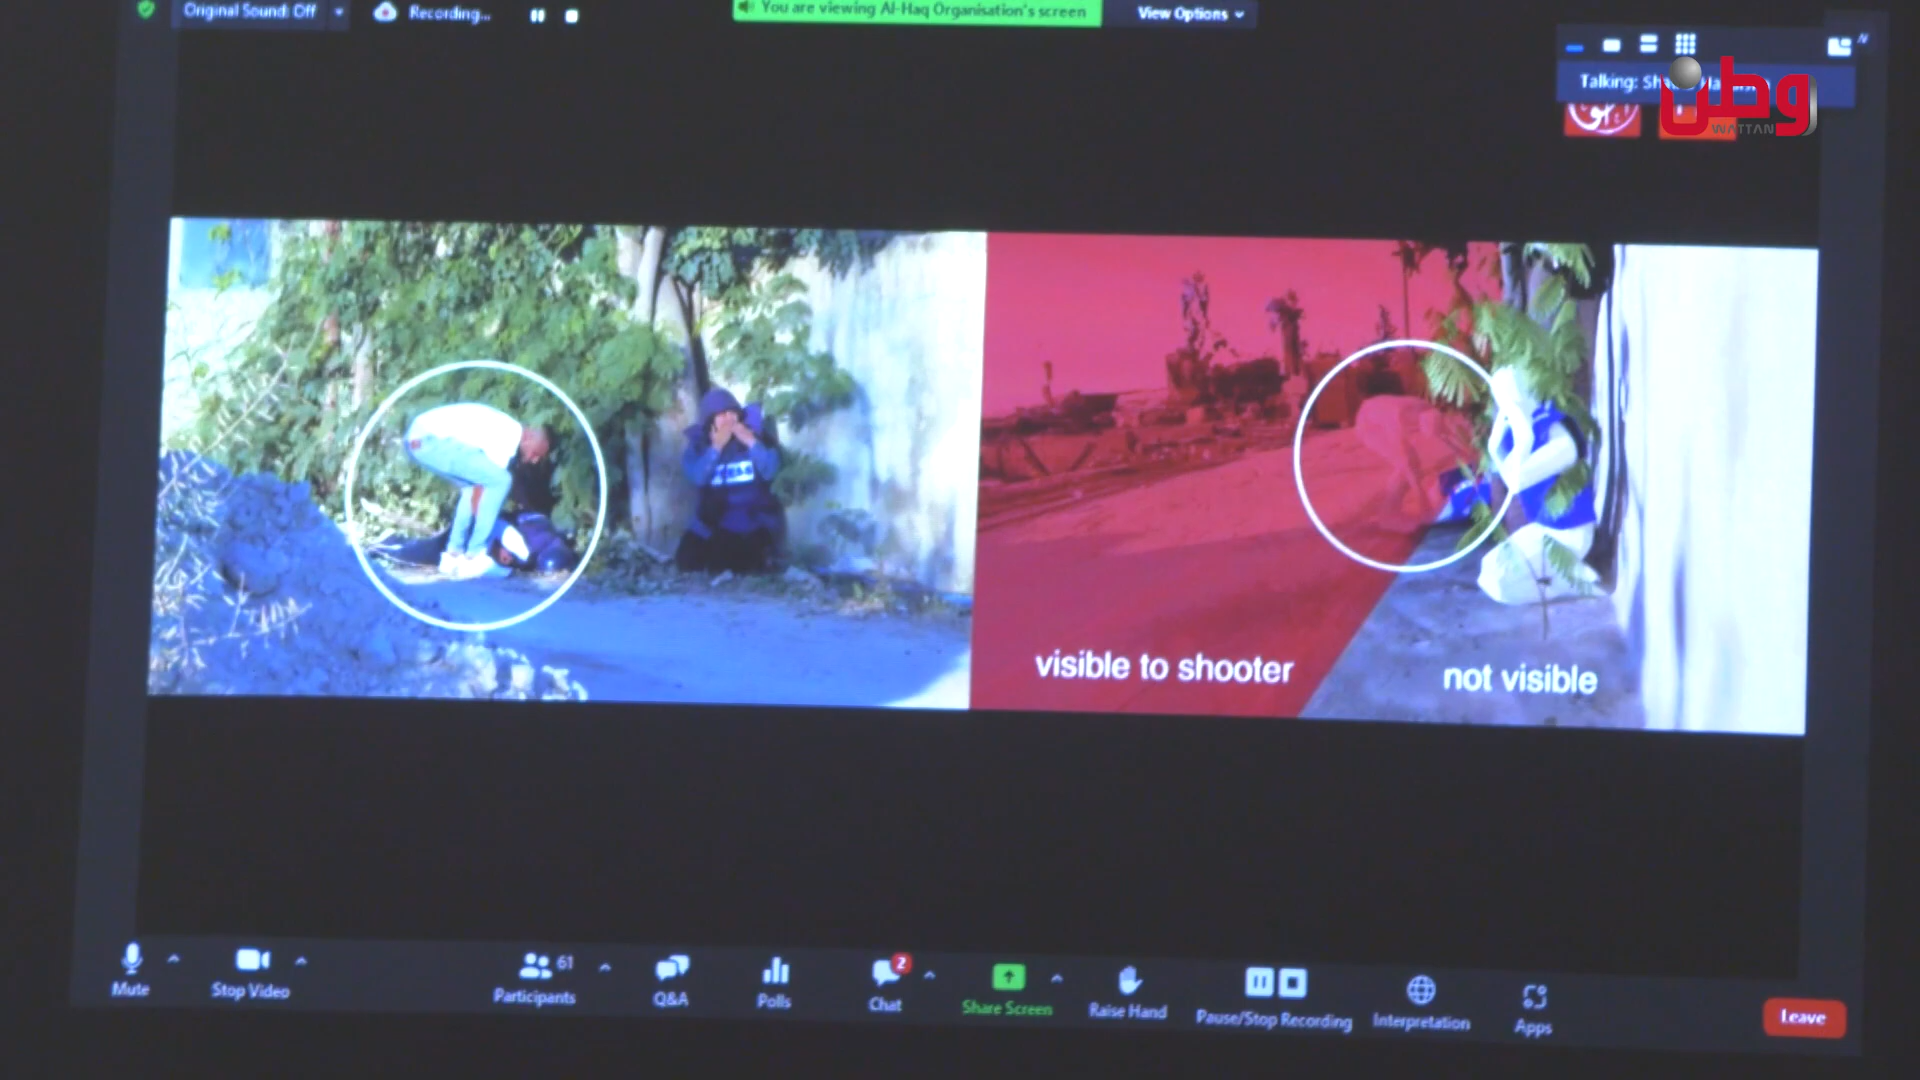 Original Sound: Off
Recording...
You are viewing Al-Haq Organisation's screen
View Options
Talking:
وطن
WATTAN
visible to shooter
not visible
Mute
Stop Video
61
Participants
Q&A
Polls
2
Chat
Share Screen
Raise Hand
Pause/Stop Recording
Interpretation
Apps
Leave